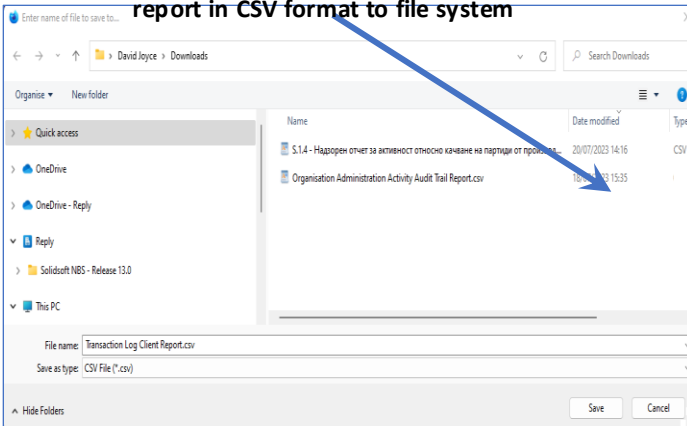 report in CSV format to file system
Enter name of file to save to...
David Joyce > Downloads
Search Downloads
Organise
New folder
Name
Date modified
Type
Quick access
S.1.4 - Надзорен отчет за активност относно качване на партиди от
20/07/2023 14:16
CSV
OneDrive
Organisation Administration Activity Audit Trail Report.csv
2023 15:35
OneDrive - Reply
Reply
Solidsoft NBS - Release 13.0
This PC
File name: Transaction Log Client Report.csv
Save as type: CSV File (*.csv)
Hide Folders
Save
Cancel